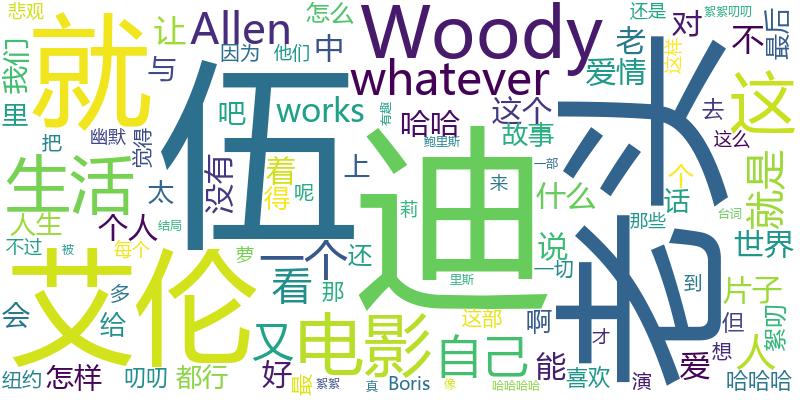 悲观
怎么
还是
絮絮叨叨
Allen
Woody
让
因为
他们
中
对
老
不
最后
我们
就
与
whatever
爱情
这样
里
吧
works
这个
去
这
伍
哈哈
有趣
故事
这么
把
幽默
觉得
没有
上
鲍里斯
个
一部
生活
太
着
得
呢
迪
来
什么
话
就是
老头
莉
那些
台词
人生
个人
说
世界
不过
被
结局
每个
萝
一个
还
里斯
一切
艾伦
看
那
到
多
这部
片子
会
给
又
电影
自己
啊
但
絮叨
才
想
人
能
爱
纽约
怎样
叨叨
都行
好
最
絮絮
真
Boris
像
哈哈哈哈
喜欢
演
哈哈哈